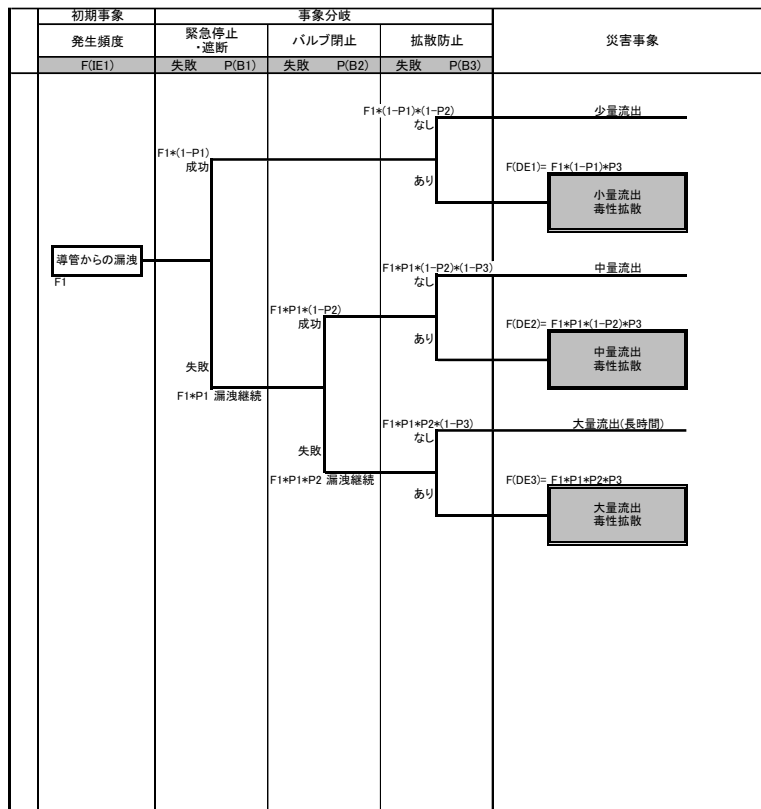 初期事象
事象分岐
災害事象
発生頻度
緊急停止
・遮断
バルブ閉止
拡散防止
F(IE1)
失敗 P(B1)
失敗 P(B2)
失敗 P(B3)
F1*(1-P1)*(1-P2)
なし
少量流出
F1*(1-P1)
成功
あり
F(DE1)= F1*(1-P1)*P3
小量流出
毒性拡散
導管からの漏洩
F1
F1*P1*(1-P2)*(1-P3)
なし
中量流出
F1*P1*(1-P2)
成功
あり
F(DE2)= F1*P1*(1-P2)*P3
中量流出
毒性拡散
失敗
F1*P1 漏洩継続
F1*P1*P2*(1-P3)
なし
大量流出(長時間)
失敗
F1*P1*P2 漏洩継続
あり
F(DE3)= F1*P1*P2*P3
大量流出
毒性拡散